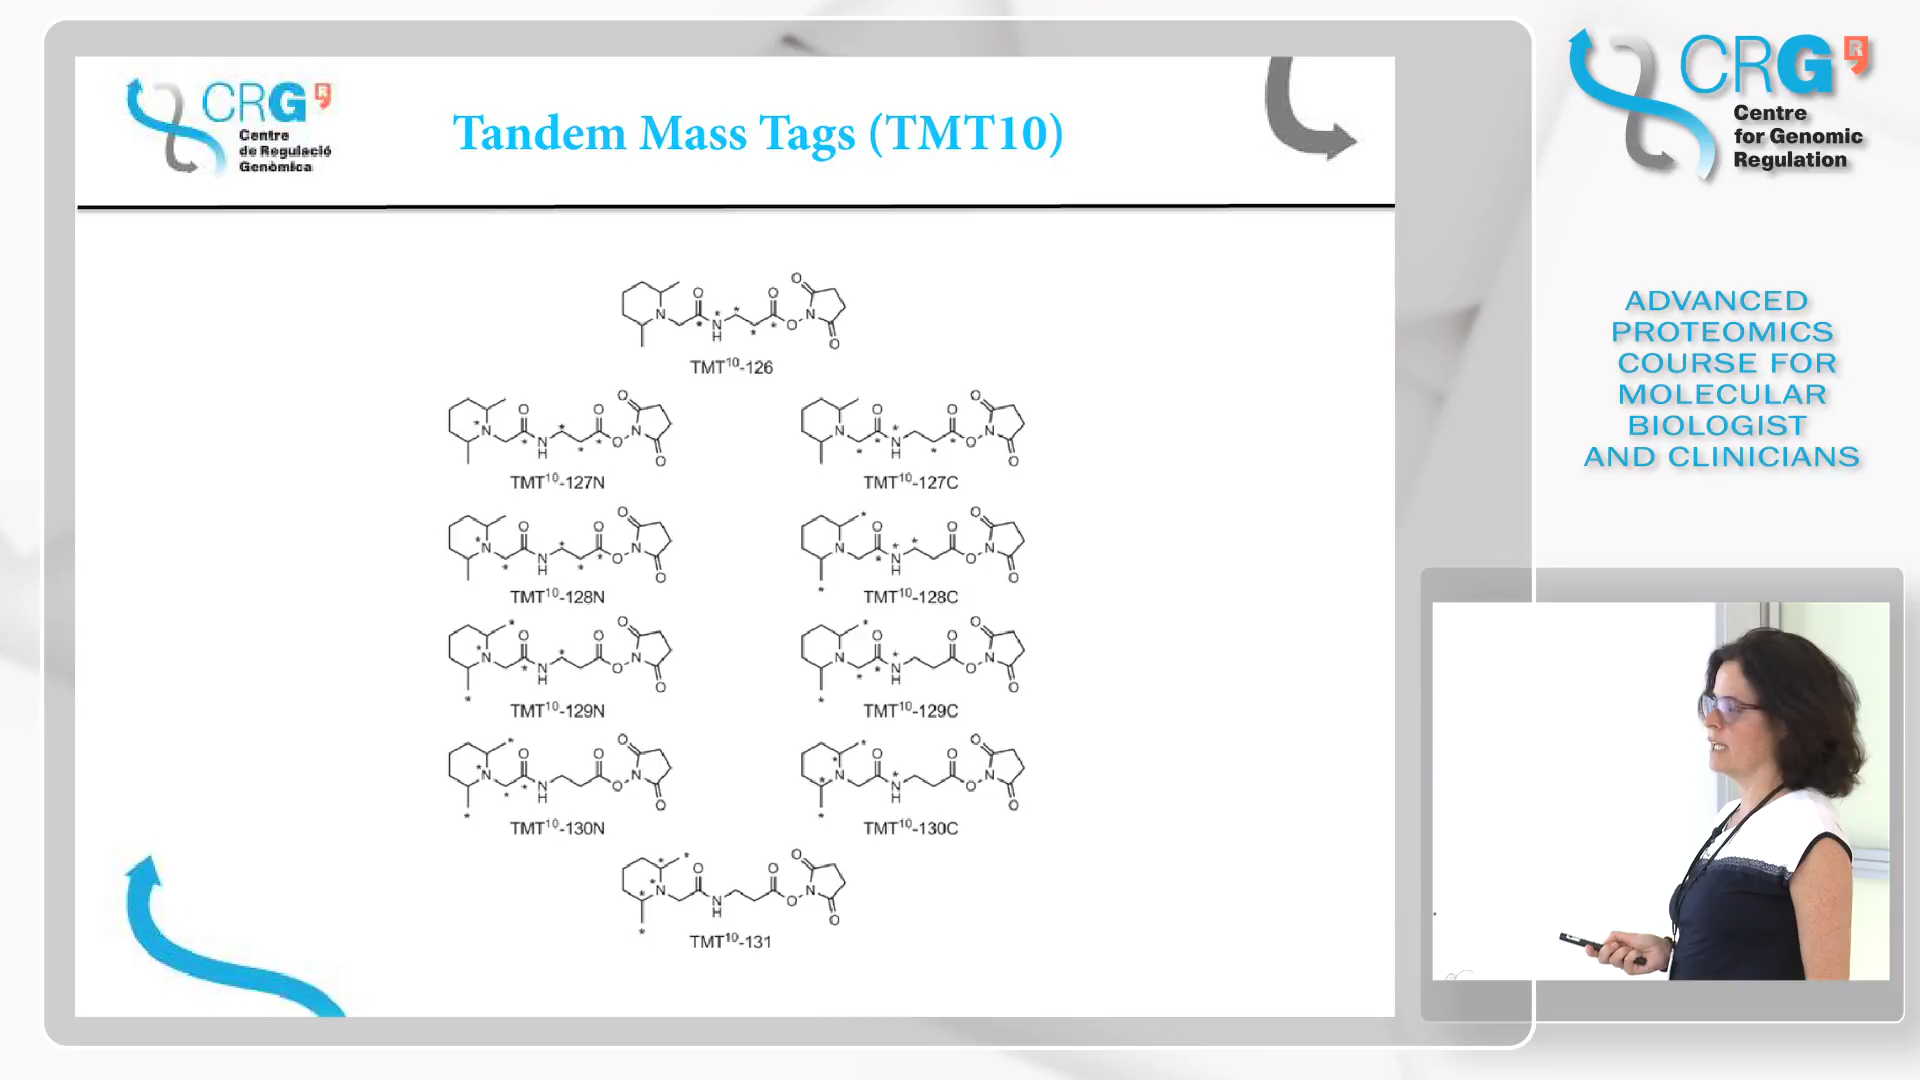 CRG R
Centre
de Regulació
Genòmica
Tandem Mass Tags (TMT10)
TMT10-126
TMT10-127N
TMT10-127C
TMT10-128N
TMT10-128C
TMT10-129N
TMT10-129C
TMT10-130N
TMT10-130C
TMT10-131
CRG R
Centre
for Genomic
Regulation
ADVANCED
PROTEOMICS
COURSE FOR
MOLECULAR
BIOLOGIST
AND CLINICIANS